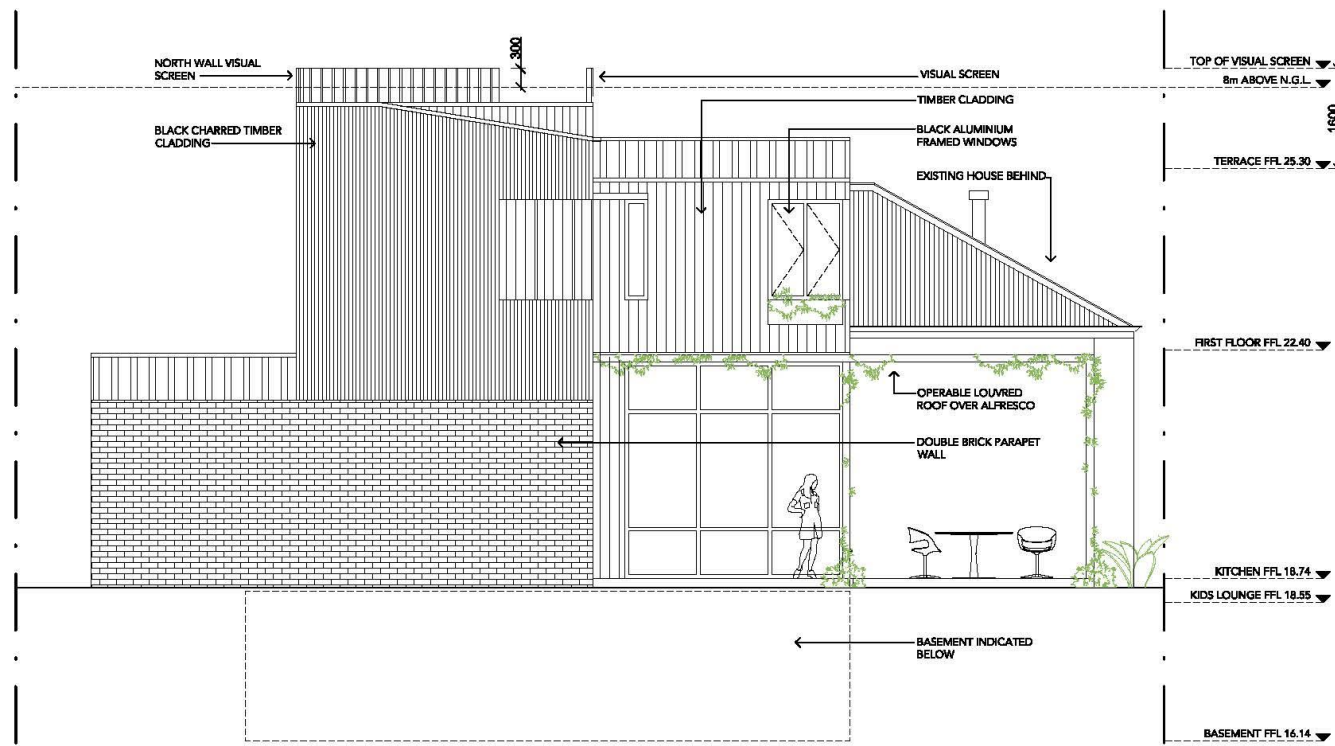 300
NORTH WALL VISUAL
SCREEN
VISUAL SCREEN
TOP OF VISUAL SCREEN
8m ABOVE N.G.L.
TIMBER CLADDING
1600
BLACK CHARRED TIMBER
CLADDING
BLACK ALUMINIUM
FRAMED WINDOWS
TERRACE FFL 25.30
EXISTING HOUSE BEHIND
FIRST FLOOR FFL 22.40
OPERABLE LOUVRED
ROOF OVER ALFRESCO
DOUBLE BRICK PARAPET
WALL
KITCHEN FFL 18.74
KIDS LOUNGE FFL 18.55
BASEMENT INDICATED
BELOW
BASEMENT FFL 16.14